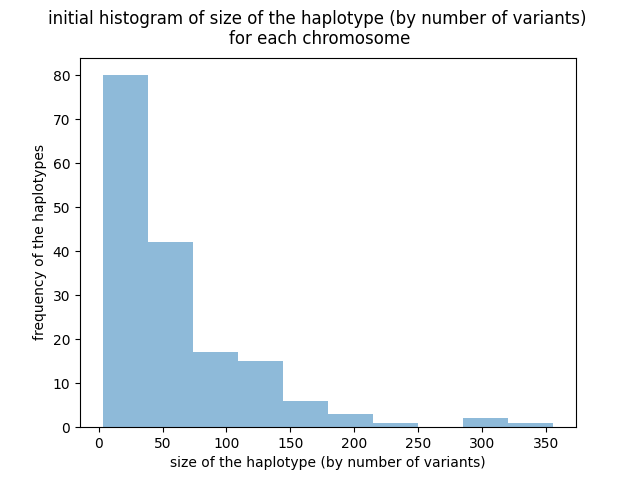 initial histogram of size of the haplotype (by number of variants)
for each chromosome
80
70
60
50
40
30
20
10
0
frequency of the haplotypes
0 50 100 150 200 250 300 350
size of the haplotype (by number of variants)